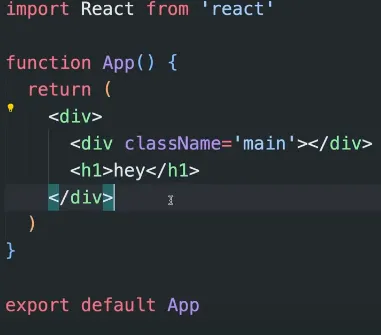 import React from 'react'
function App() {
return (
<div>
<div className='main'></div>
<h1>hey</h1>
</div>
)
}
export default App